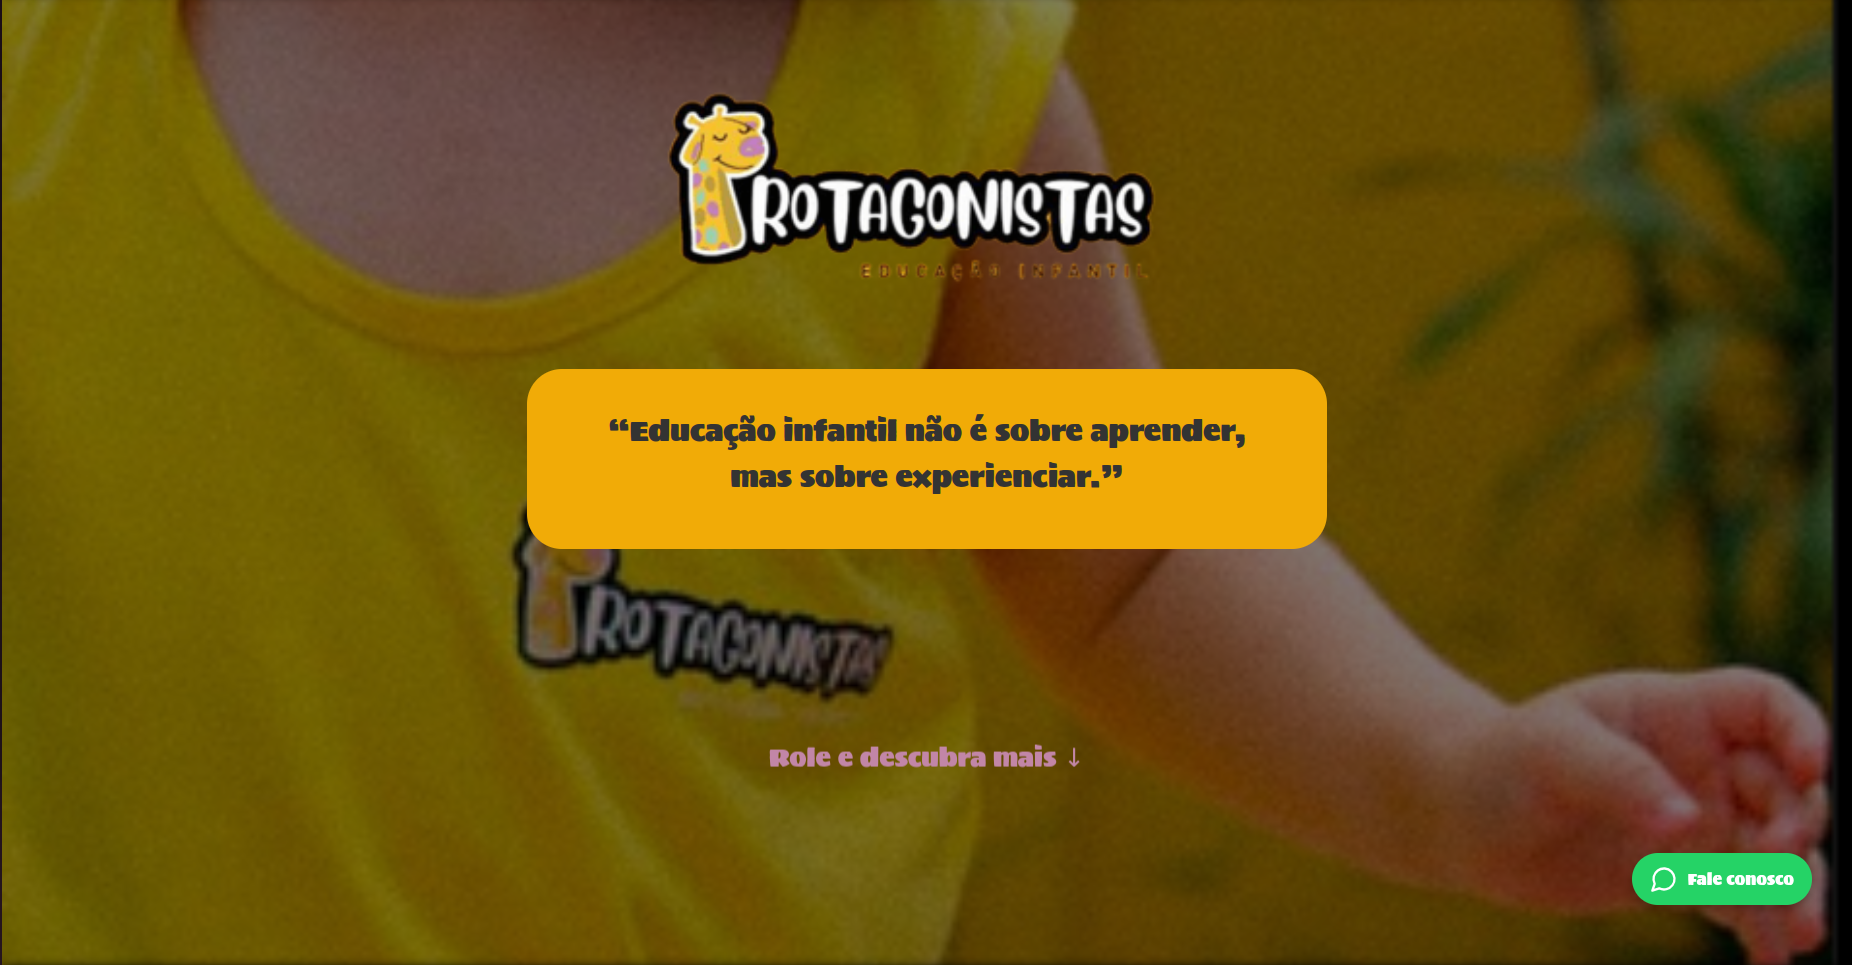 PROTAGONISTAS
EDUCAÇÃO INFANTIL
“Educação infantil não é sobre aprender,
mas sobre experienciar.”
PROTAGONISTAS
Role e descubra mais ↓
Fale conosco